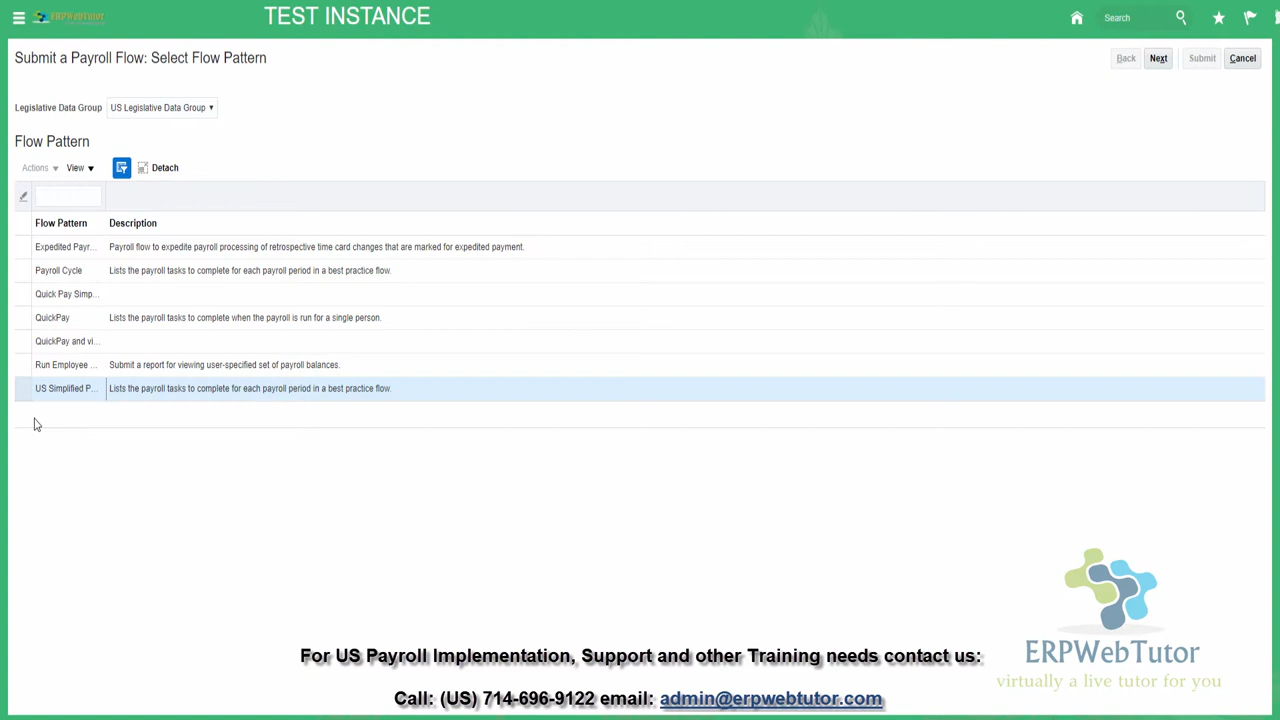 ERPWebTutor
TEST INSTANCE
Search
Submit a Payroll Flow: Select Flow Pattern
Back
Next
Submit
Cancel
Legislative Data Group
US Legislative Data Group
Flow Pattern
Actions
View
Detach
Flow Pattern Description
Expedited Payr... Payroll flow to expedite payroll processing of retrospective time card changes that are marked for expedited payment.
Payroll Cycle Lists the payroll tasks to complete for each payroll period in a best practice flow.
Quick Pay Simp...
QuickPay Lists the payroll tasks to complete when the payroll is run for a single person.
QuickPay and vi...
Run Employee ... Submit a report for viewing user-specified set of payroll balances.
US Simplified P... Lists the payroll tasks to complete for each payroll period in a best practice flow.
ERPWebTutor
virtually a live tutor for you
For US Payroll Implementation, Support and other Training needs contact us:
Call: (US) 714-696-9122 email: admin@erpwebtutor.com